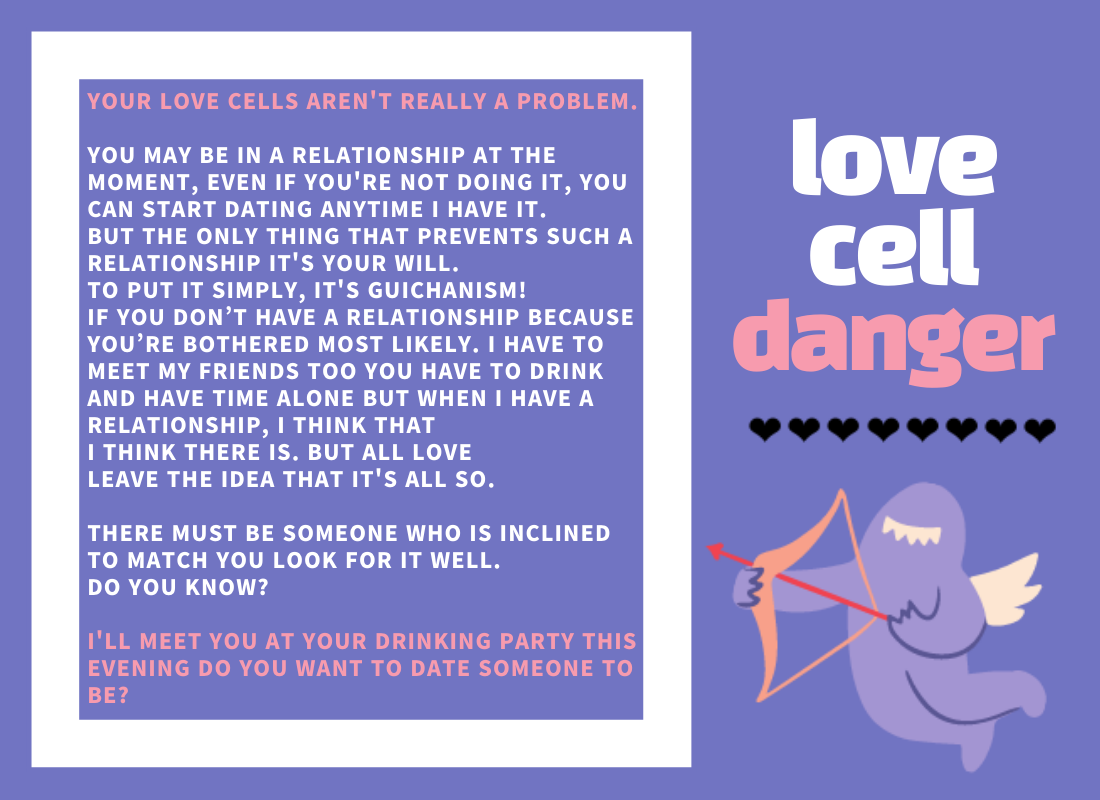 YOUR LOVE CELLS AREN'T REALLY A PROBLEM.
YOU MAY BE IN A RELATIONSHIP AT THE
MOMENT, EVEN IF YOU'RE NOT DOING IT, YOU
CAN START DATING ANYTIME I HAVE IT.
BUT THE ONLY THING THAT PREVENTS SUCH A
RELATIONSHIP IT'S YOUR WILL.
TO PUT IT SIMPLY, IT'S GUICHANISM!
IF YOU DON’T HAVE A RELATIONSHIP BECAUSE
YOU’RE BOTHERED MOST LIKELY. I HAVE TO
MEET MY FRIENDS TOO YOU HAVE TO DRINK
AND HAVE TIME ALONE BUT WHEN I HAVE A
RELATIONSHIP, I THINK THAT
I THINK THERE IS. BUT ALL LOVE
LEAVE THE IDEA THAT IT'S ALL SO.
THERE MUST BE SOMEONE WHO IS INCLINED
TO MATCH YOU LOOK FOR IT WELL.
DO YOU KNOW?
I'LL MEET YOU AT YOUR DRINKING PARTY THIS
EVENING DO YOU WANT TO DATE SOMEONE TO
BE?
love
cell
danger